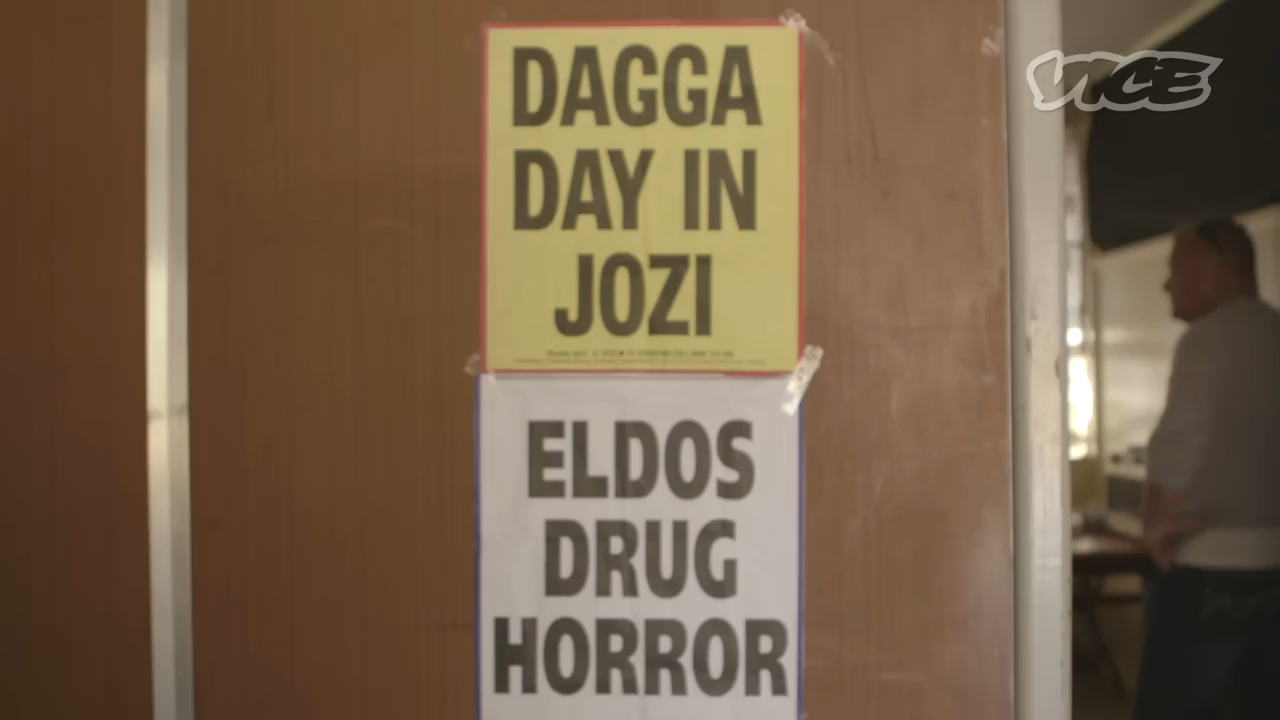 DAGGA
DAY IN
JOZI
ELDOS
DRUG
HORROR
VICE